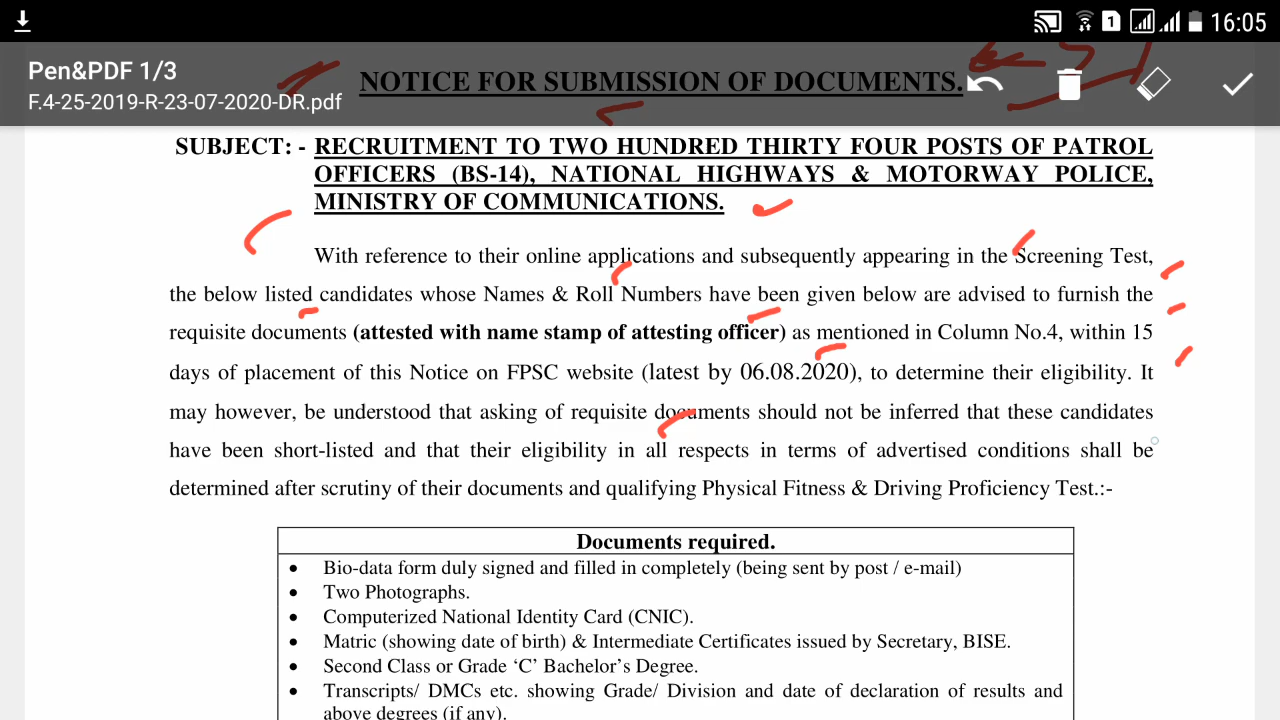 16:05
1
Pen&PDF 1/3
F.4-25-2019-R-23-07-2020-DR.pdf
NOTICE FOR SUBMISSION OF DOCUMENTS.
SUBJECT: - RECRUITMENT TO TWO HUNDRED THIRTY FOUR POSTS OF PATROL
OFFICERS (BS-14), NATIONAL HIGHWAYS & MOTORWAY POLICE,
MINISTRY OF COMMUNICATIONS.
With reference to their online applications and subsequently appearing in the Screening Test,
the below listed candidates whose Names & Roll Numbers have been given below are advised to furnish the
requisite documents (attested with name stamp of attesting officer) as mentioned in Column No.4, within 15
days of placement of this Notice on FPSC website (latest by 06.08.2020), to determine their eligibility. It
may however, be understood that asking of requisite documents should not be inferred that these candidates
have been short-listed and that their eligibility in all respects in terms of advertised conditions shall be
determined after scrutiny of their documents and qualifying Physical Fitness & Driving Proficiency Test.:-
Documents required.
• Bio-data form duly signed and filled in completely (being sent by post / e-mail)
• Two Photographs.
• Computerized National Identity Card (CNIC).
• Matric (showing date of birth) & Intermediate Certificates issued by Secretary, BISE.
• Second Class or Grade ‘C’ Bachelor’s Degree.
• Transcripts/ DMCs etc. showing Grade/ Division and date of declaration of results and
above degrees (if any).